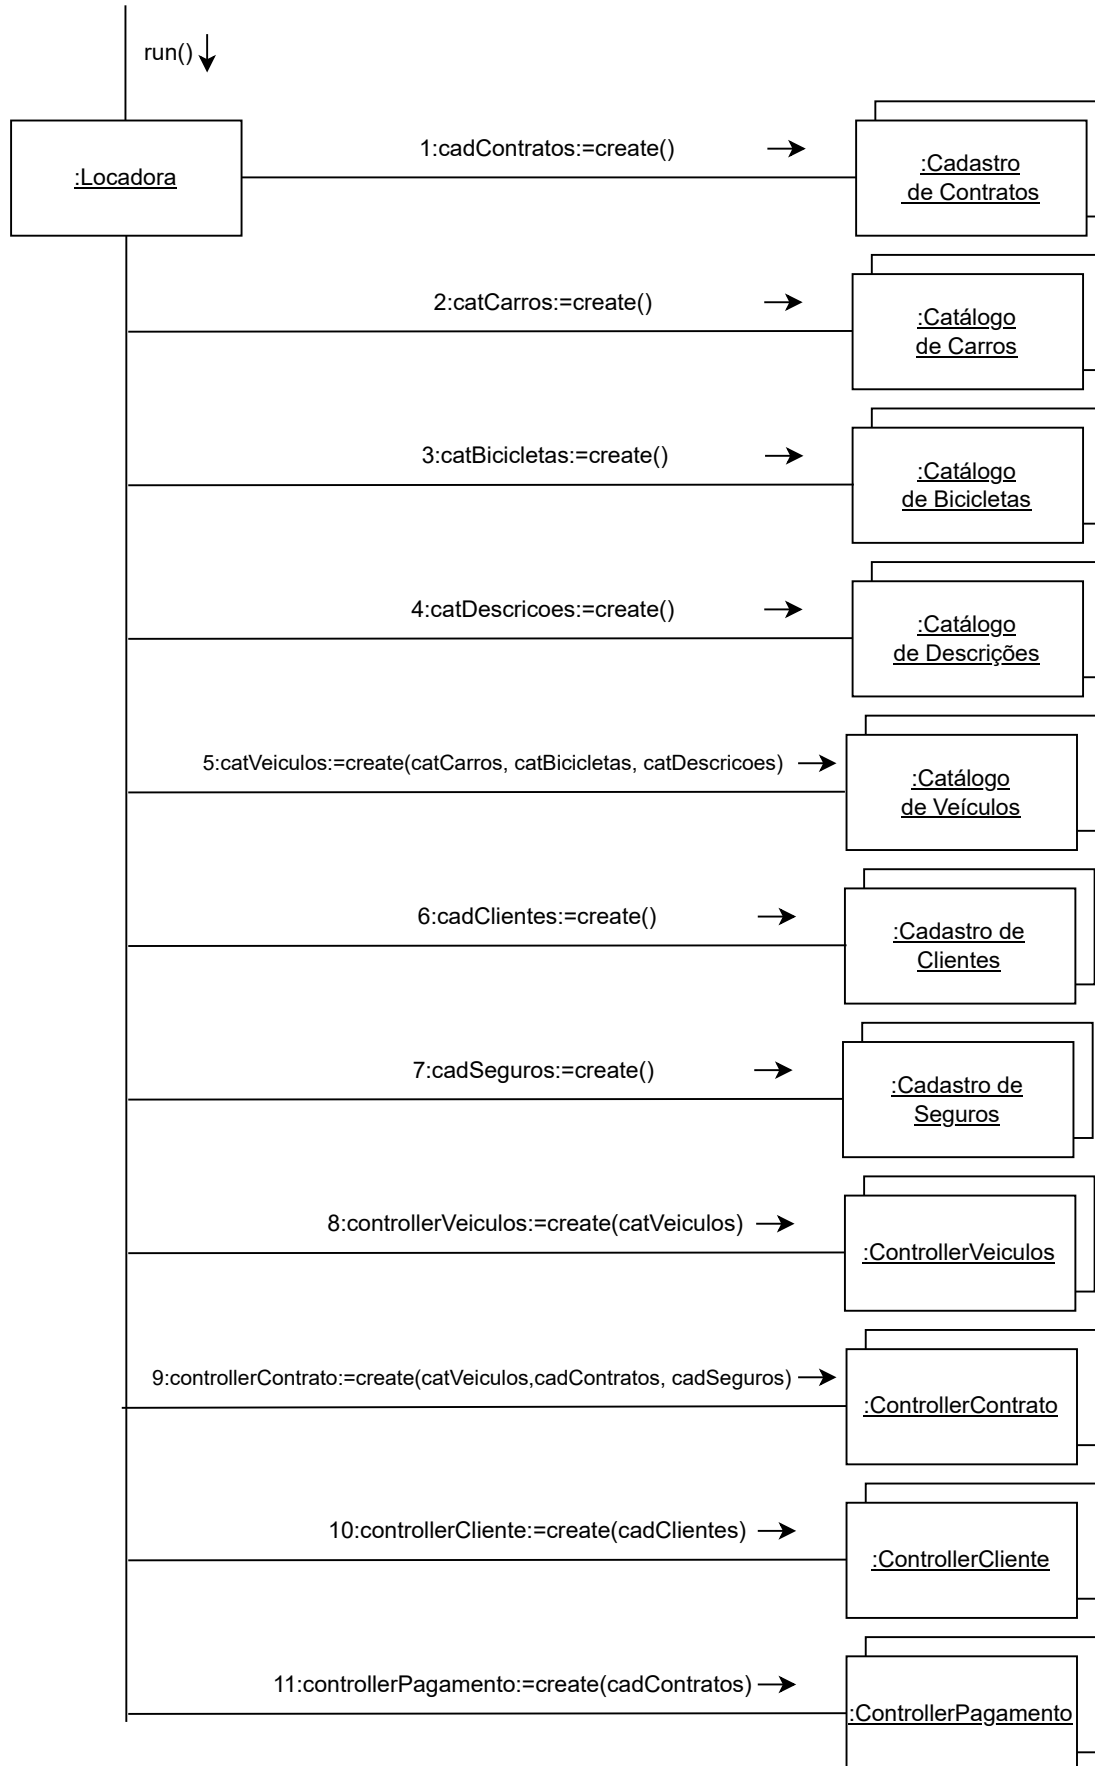 run()
:Locadora
1:cadContratos:=create()
:Cadastro
de Contratos
2:catCarros:=create()
:Catálogo
de Carros
3:catBicicletas:=create()
:Catálogo
de Bicicletas
4:catDescricoes:=create()
:Catálogo
de Descrições
5:catVeiculos:=create(catCarros, catBicicletas, catDescricoes)
:Catálogo
de Veículos
6:cadClientes:=create()
:Cadastro de
Clientes
7:cadSeguros:=create()
:Cadastro de
Seguros
8:controllerVeiculos:=create(catVeiculos)
:ControllerVeiculos
9:controllerContrato:=create(catVeiculos,cadContratos, cadSeguros)
:ControllerContrato
10:controllerCliente:=create(cadClientes)
:ControllerCliente
11:controllerPagamento:=create(cadContratos)
:ControllerPagamento